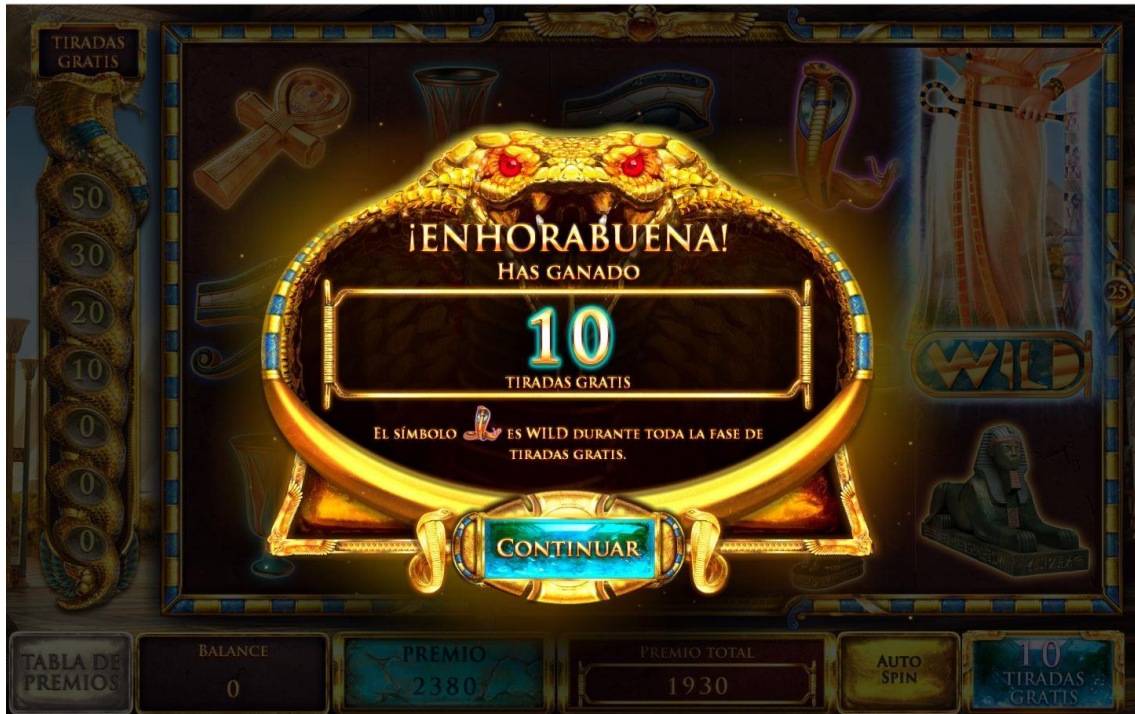 TIRADAS
GRATIS
50
30
20
10
0
0
0
¡ENHORABUENA!
HAS GANADO
10
TIRADAS GRATIS
EL SÍMBOLO ES WILD DURANTE TODA LA FASE DE
TIRADAS GRATIS.
CONTINUAR
25
WILD
TABLA DE
PREMIOS
BALANCE
0
PREMIO
2380
PREMIO TOTAL
1930
AUTO
SPIN
10
TIRADAS
GRATIS